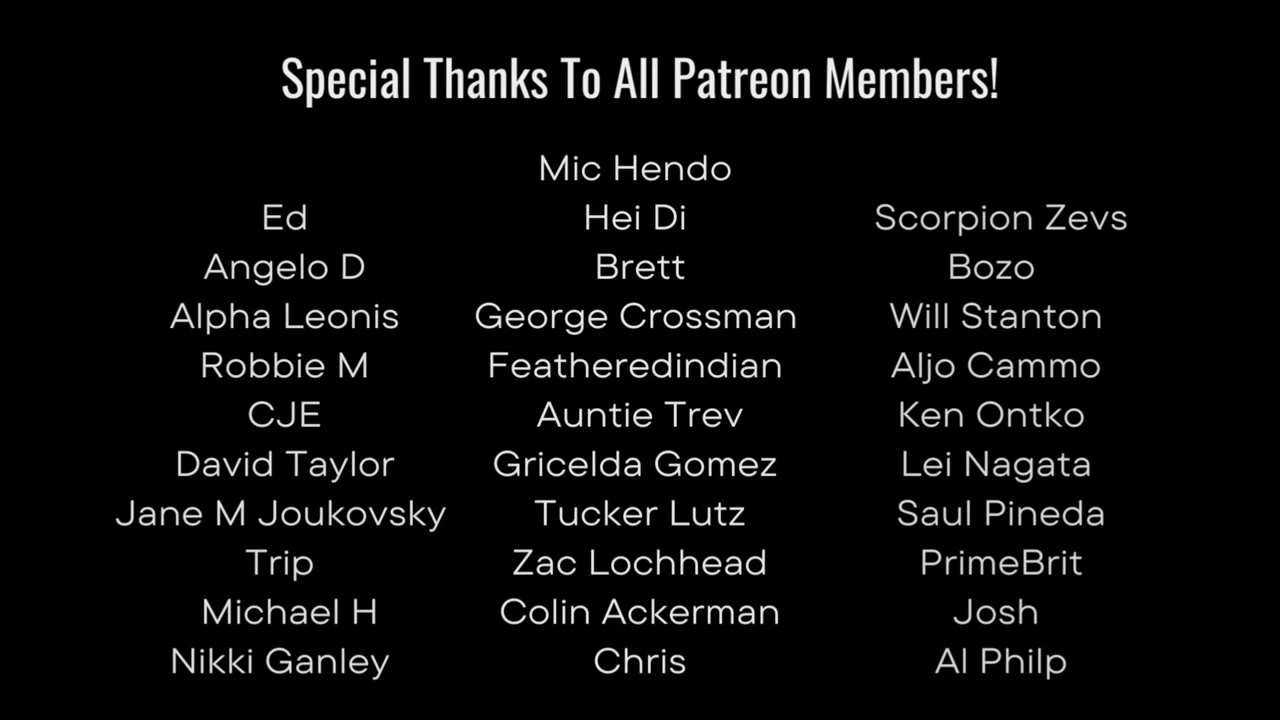 Special Thanks To All Patreon Members!
Mic Hendo
Ed Hei Di Scorpion Zevs
Angelo D Brett Bozo
Alpha Leonis George Crossman Will Stanton
Robbie M Featheredindian Aljo Cammo
CJE Auntie Trev Ken Ontko
David Taylor Gricelda Gomez Lei Nagata
Jane M Joukovsky Tucker Lutz Saul Pineda
Trip Zac Lochhead PrimeBrit
Michael H Colin Ackerman Josh
Nikki Ganley Chris Al Philp